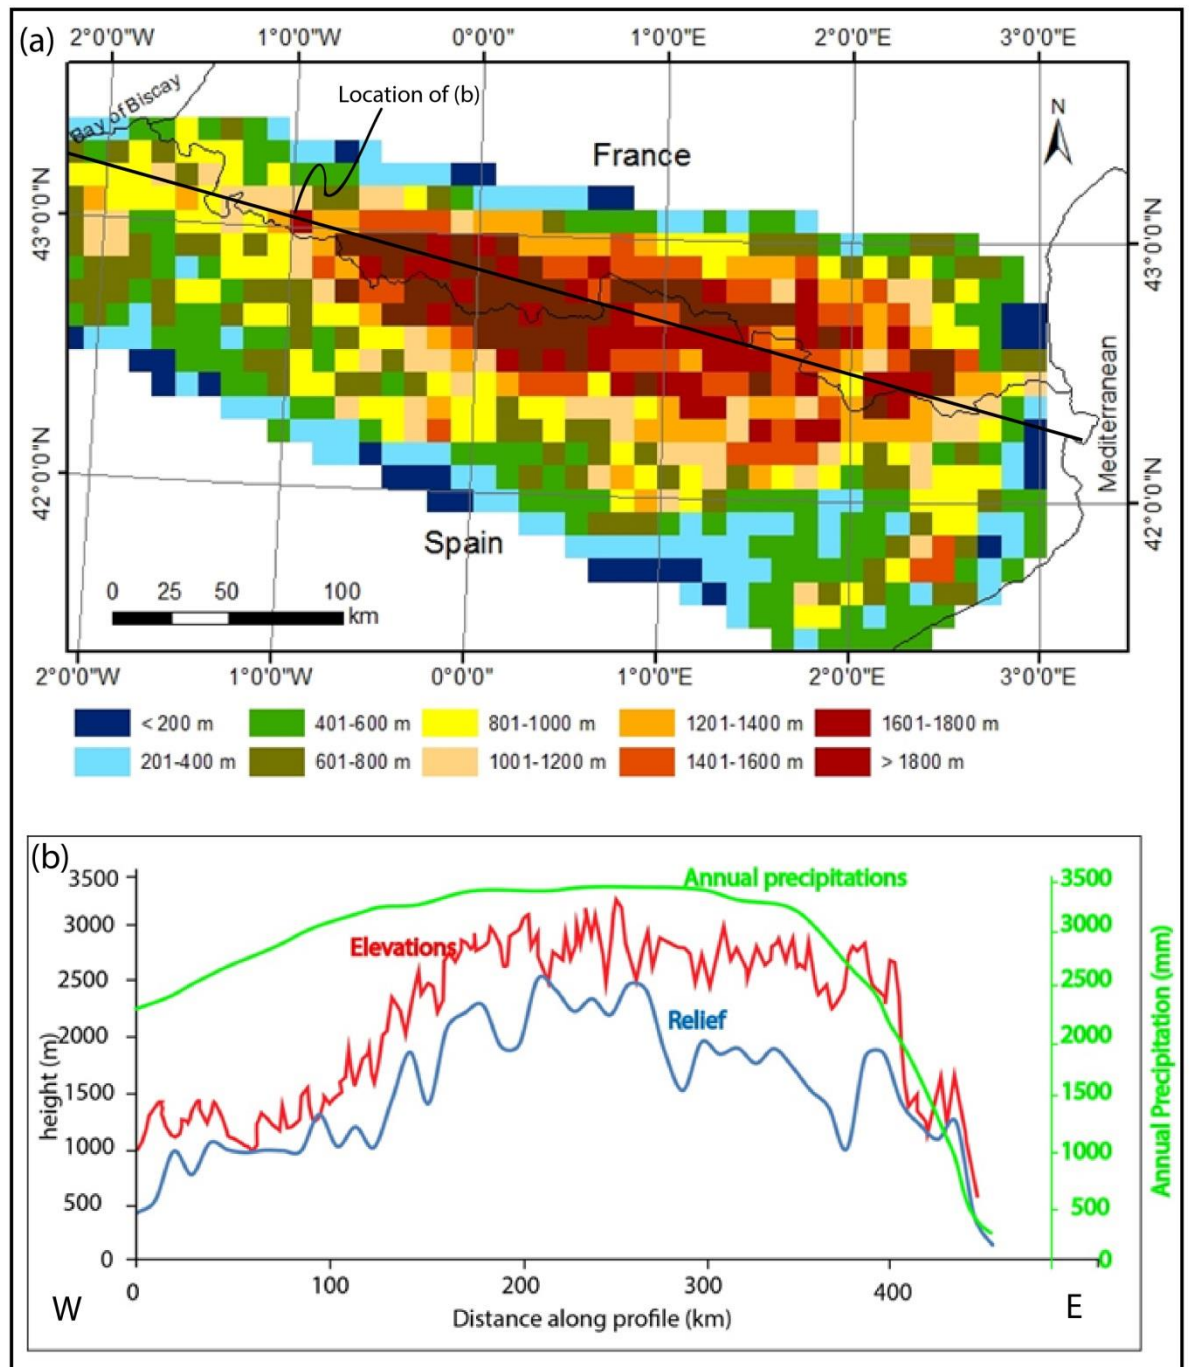 (a)
2°0'0"W 1°0'0"W 0°0'0" 1°0'0"E 2°0'0"E 3°0'0"E
Bay of Biscay
Location of (b)
N
France
43°0'0"N
43°0'0"N
42°0'0"N
42°0'0"N
Mediterranean
Spain
0 25 50 100
km
2°0'0"W 1°0'0"W 0°0'0" 1°0'0"E 2°0'0"E 3°0'0"E
< 200 m 401-600 m 801-1000 m 1201-1400 m 1601-1800 m
201-400 m 601-800 m 1001-1200 m 1401-1600 m > 1800 m
(b)
3500 Annual precipitations 3500
3000 3000
Elevations
2500 2500
Relief
2000 2000
1500 1500
1000 1000
500 500
0 0
height (m)
Annual Precipitation (mm)
0 100 200 300 400
W E
Distance along profile (km)